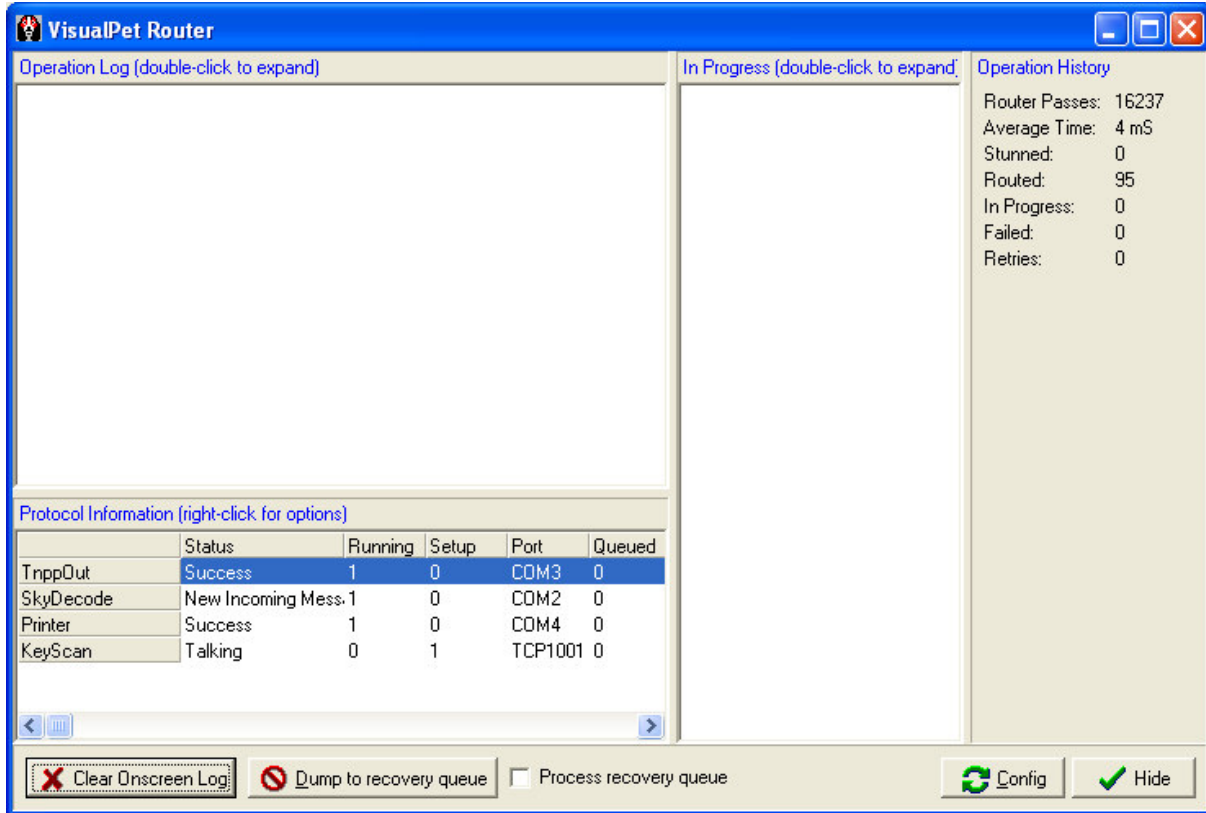 VisualPet Router
Operation Log (double-click to expand)
In Progress (double-click to expand)
Operation History
Router Passes: 16237
Average Time: 4 mS
Stunned: 0
Routed: 95
In Progress: 0
Failed: 0
Retries: 0
Protocol Information (right-click for options)
Status Running Setup Port Queued
TnppOut Success 1 0 COM3 0
SkyDecode New Incoming Mess 1 0 COM2 0
Printer Success 1 0 COM4 0
KeyScan Talking 0 1 TCP1001 0
Clear Onscreen Log Dump to recovery queue Process recovery queue Config Hide